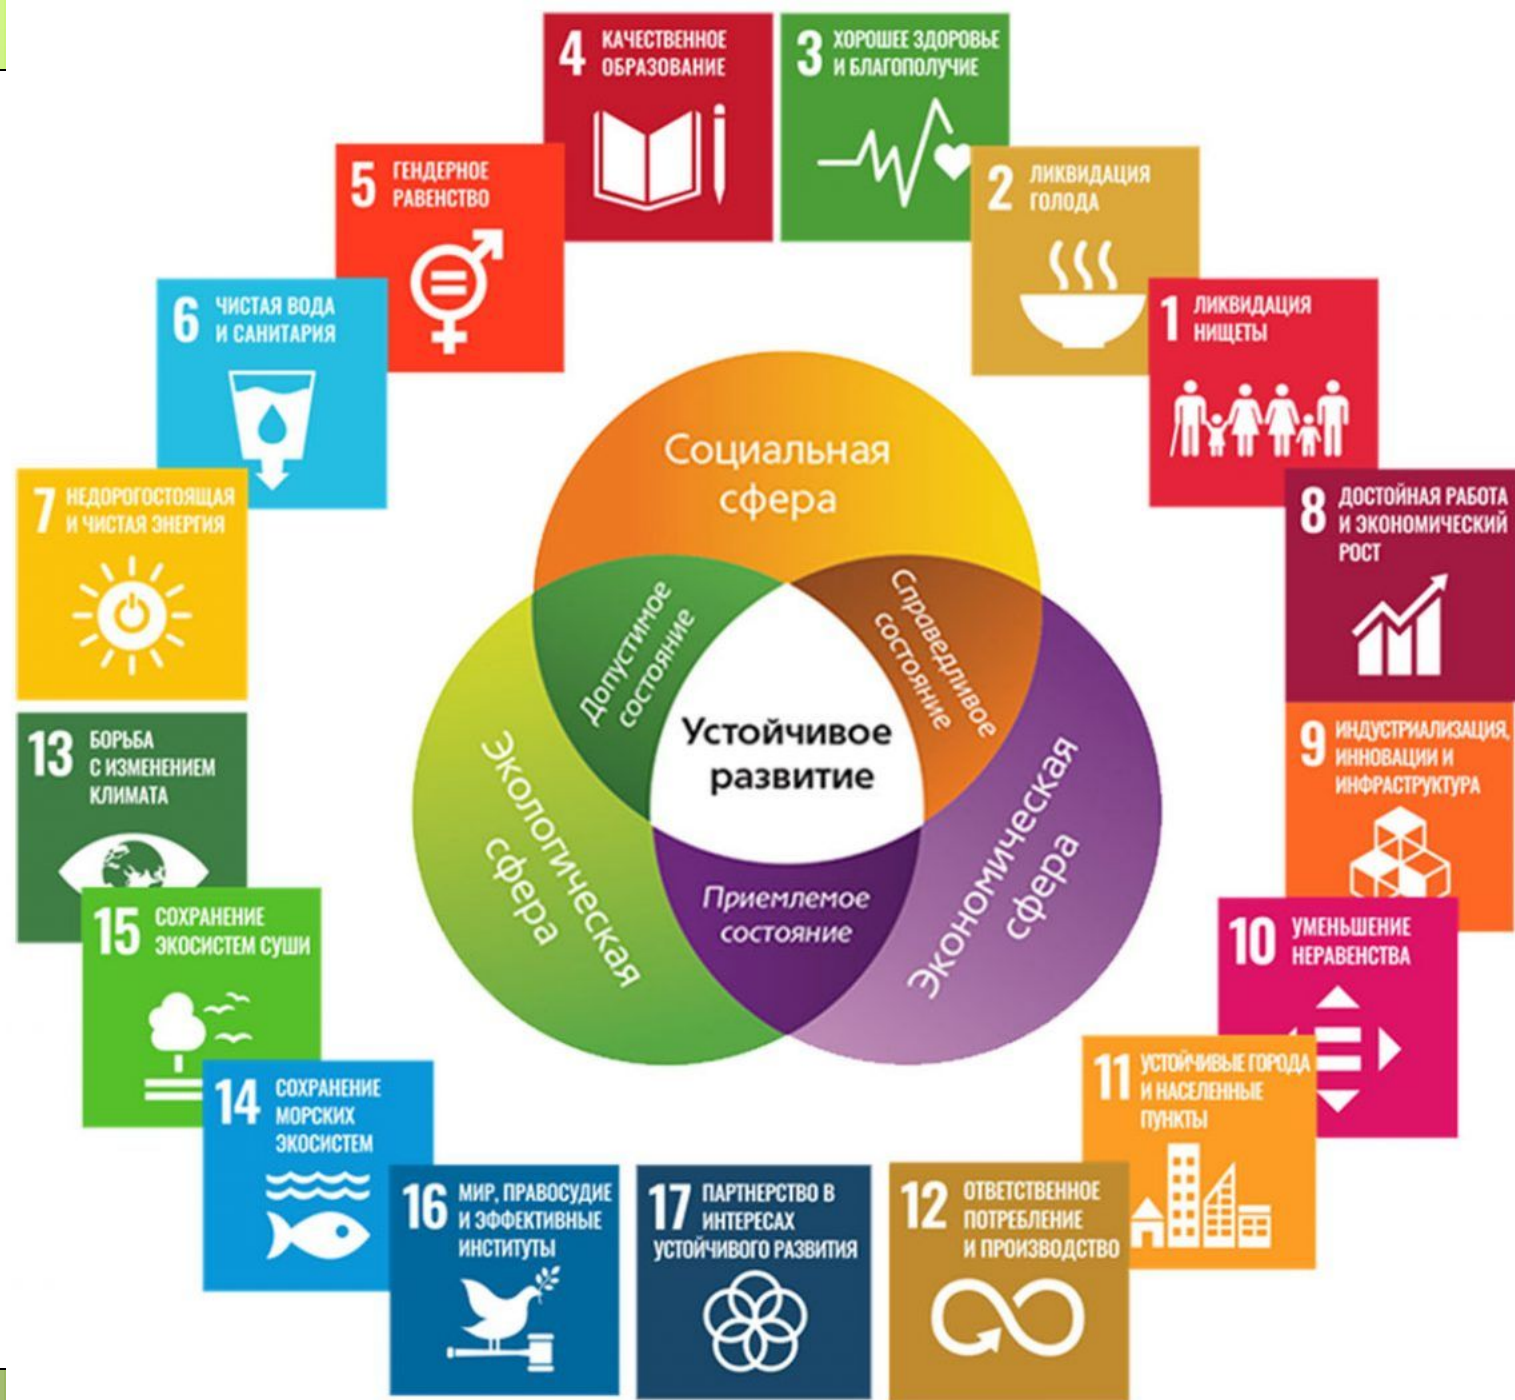 4 КАЧЕСТВЕННОЕ
ОБРАЗОВАНИЕ
3 ХОРОШЕЕ ЗДОРОВЬЕ
И БЛАГОПОЛУЧИЕ
5 ГЕНДЕРНОЕ
РАВЕНСТВО
2 ЛИКВИДАЦИЯ
ГОЛОДА
6 ЧИСТАЯ ВОДА
И САНИТАРИЯ
1 ЛИКВИДАЦИЯ
НИЩЕТЫ
7 НЕДОРОГОСТОЯЩАЯ
И ЧИСТАЯ ЭНЕРГИЯ
8 ДОСТОЙНАЯ РАБОТА
И ЭКОНОМИЧЕСКИЙ
РОСТ
Социальная
сфера
Допустимое
состояние
Справедливое
состояние
Устойчивое
развитие
Экологическая
сфера
Экономическая
сфера
Приемлемое
состояние
13 БОРЬБА
С ИЗМЕНЕНИЕМ
КЛИМАТА
9 ИНДУСТРИАЛИЗАЦИЯ,
ИННОВАЦИИ И
ИНФРАСТРУКТУРА
15 СОХРАНЕНИЕ
ЭКОСИСТЕМ СУШИ
10 УМЕНЬШЕНИЕ
НЕРАВЕНСТВА
14 СОХРАНЕНИЕ
МОРСКИХ
ЭКОСИСТЕМ
11 УСТОЙЧИВЫЕ ГОРОДА
И НАСЕЛЕННЫЕ
ПУНКТЫ
16 МИР, ПРАВОСУДИЕ
И ЭФФЕКТИВНЫЕ
ИНСТИТУТЫ
17 ПАРТНЕРСТВО В
ИНТЕРЕСАХ
УСТОЙЧИВОГО РАЗВИТИЯ
12 ОТВЕТСТВЕННОЕ
ПОТРЕБЛЕНИЕ
И ПРОИЗВОДСТВО